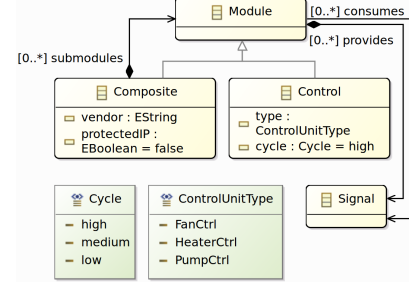 Module
[0..*] consumes
[0..*] provides
[0..*] submodules
Composite
vendor : EString
protectedIP :
EBoolean = false
Control
type :
ControlUnitType
cycle : Cycle = high
Cycle
high
medium
low
ControlUnitType
FanCtrl
HeaterCtrl
PumpCtrl
Signal